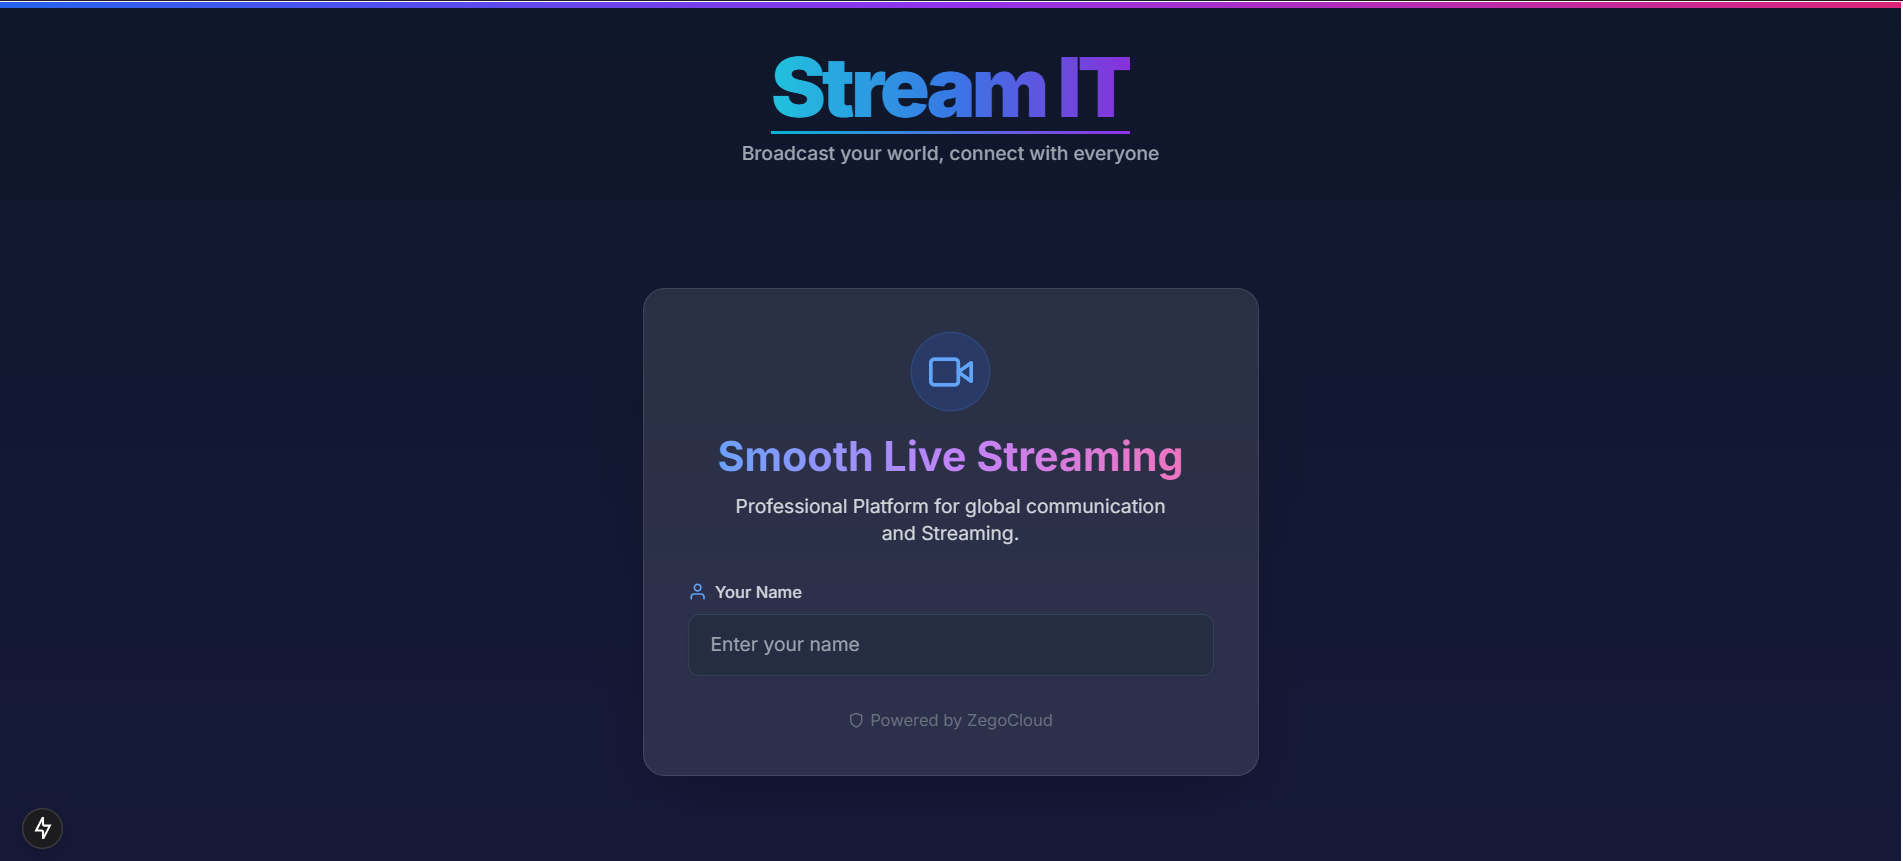 Stream IT
Broadcast your world, connect with everyone
Smooth Live Streaming
Professional Platform for global communication
and Streaming.
Your Name
Enter your name
Powered by ZegoCloud